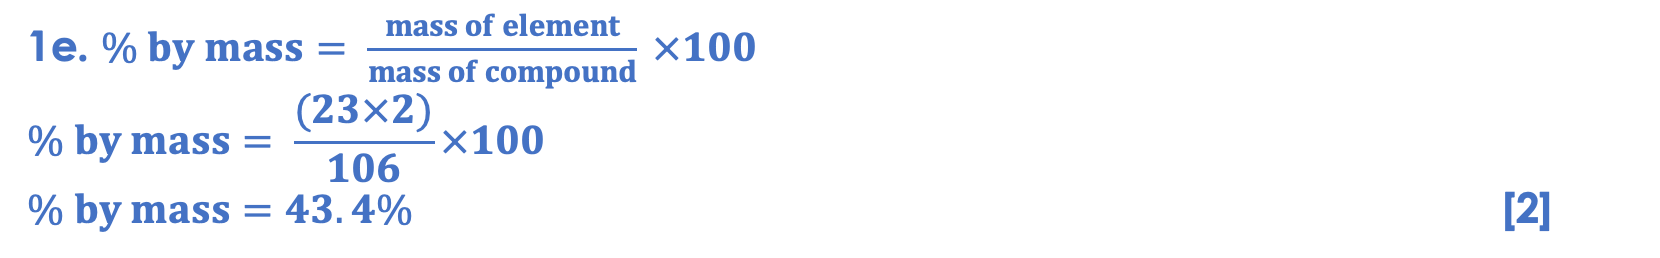 1e. % by mass = mass of element / mass of compound ×100
% by mass = (23×2) / 106 ×100
% by mass = 43.4% [2]